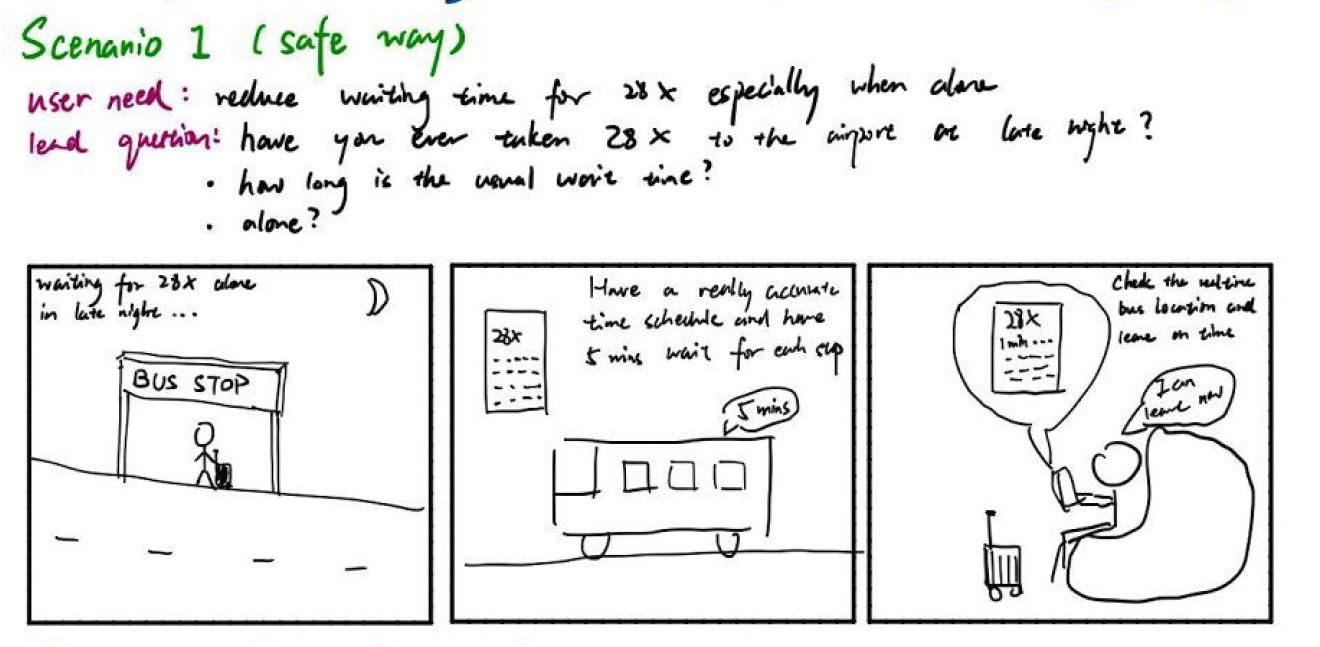 Scenario 1 (safe way)
user need: reduce waiting time for 28x especially when alone
lead question: have you ever taken 28x to the airport at late night?
• how long is the usual wait time?
• alone?
waiting for 28x alone
in late night ...
BUS STOP
Have a really accurate
time schedule and have
5 mins wait for each stop
28x
5 mins
Check the real-time
bus location and
leave on time
28x
1 min ...
I can
leave now